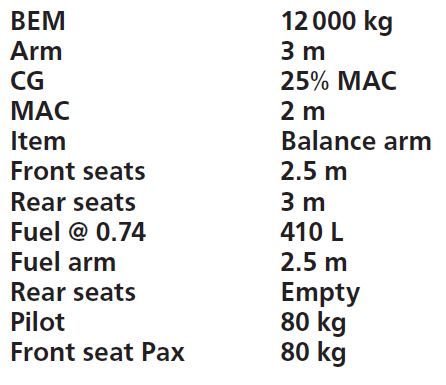 BEM 12 000 kg
Arm 3 m
CG 25% MAC
MAC 2 m
Item Balance arm
Front seats 2.5 m
Rear seats 3 m
Fuel @ 0.74 410 L
Fuel arm 2.5 m
Rear seats Empty
Pilot 80 kg
Front seat Pax 80 kg